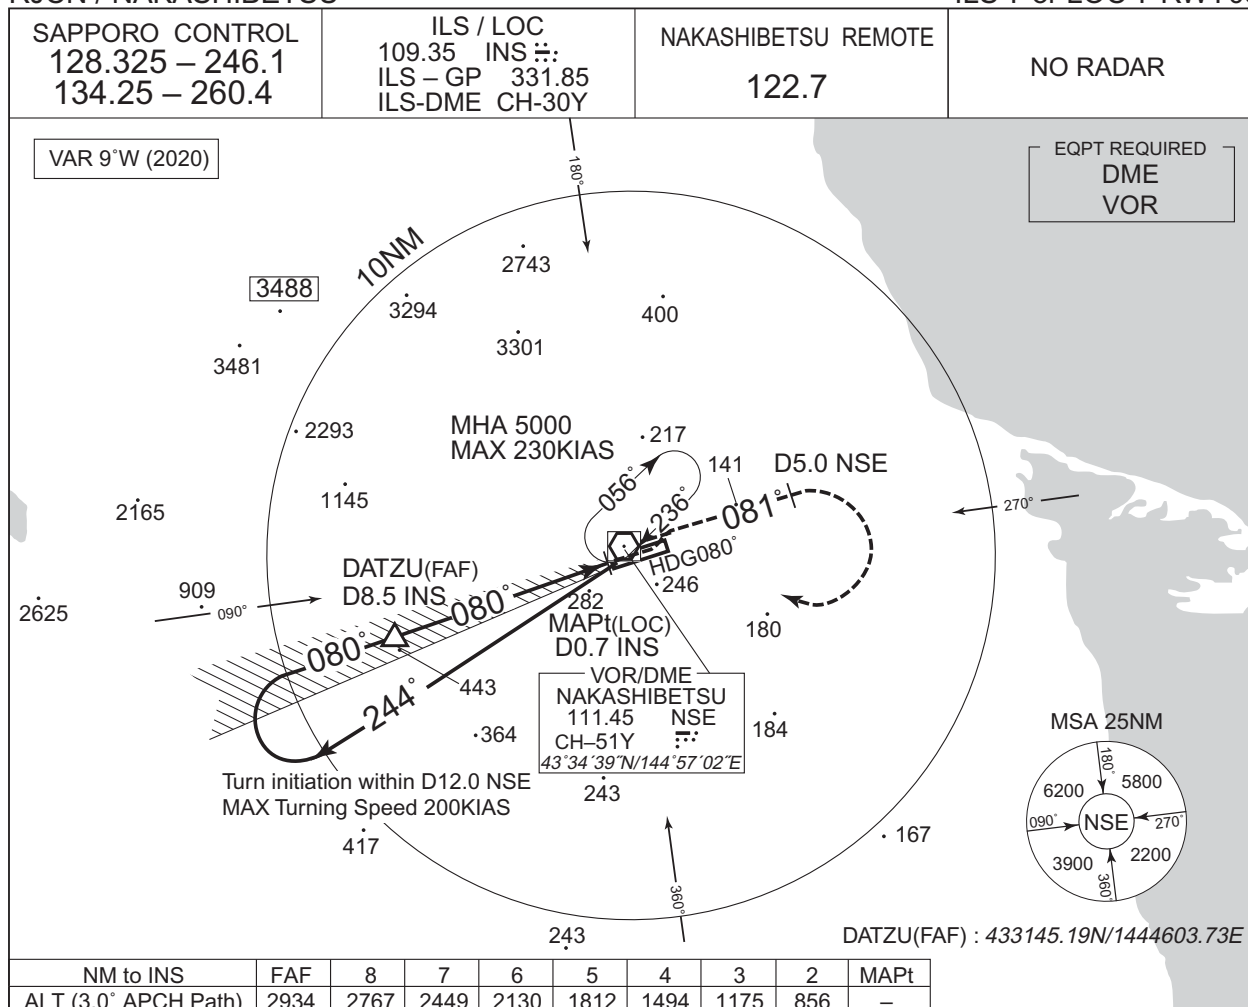 SAPPORO CONTROL
128.325 – 246.1
134.25 – 260.4
ILS / LOC
109.35 INS
ILS – GP 331.85
ILS-DME CH-30Y
NAKASHIBETSU REMOTE
122.7
NO RADAR
VAR 9°W (2020)
EQPT REQUIRED
DME
VOR
180°
10NM
2743
3488
3294
400
3301
3481
2293
MHA 5000
MAX 230KIAS
217
141
D5.0 NSE
1145
2165
056°
236°
081°
270°
HDG080°
DATZU(FAF)
D8.5 INS
909
090°
2625
080°
080°
282
246
MAPt(LOC)
D0.7 INS
180
443
244°
VOR/DME
NAKASHIBETSU
111.45 NSE
CH–51Y
43°34´39˝N/144°57´02˝E
364
184
243
Turn initiation within D12.0 NSE
MAX Turning Speed 200KIAS
417
167
MSA 25NM
180°
6200 5800
090° NSE 270°
3900 2200
360°
360°
243
DATZU(FAF) : 433145.19N/1444603.73E
NM to INS FAF 8 7 6 5 4 3 2 MAPt
ALT (3.0° APCH Path) 2934 2767 2449 2130 1812 1494 1175 856 –